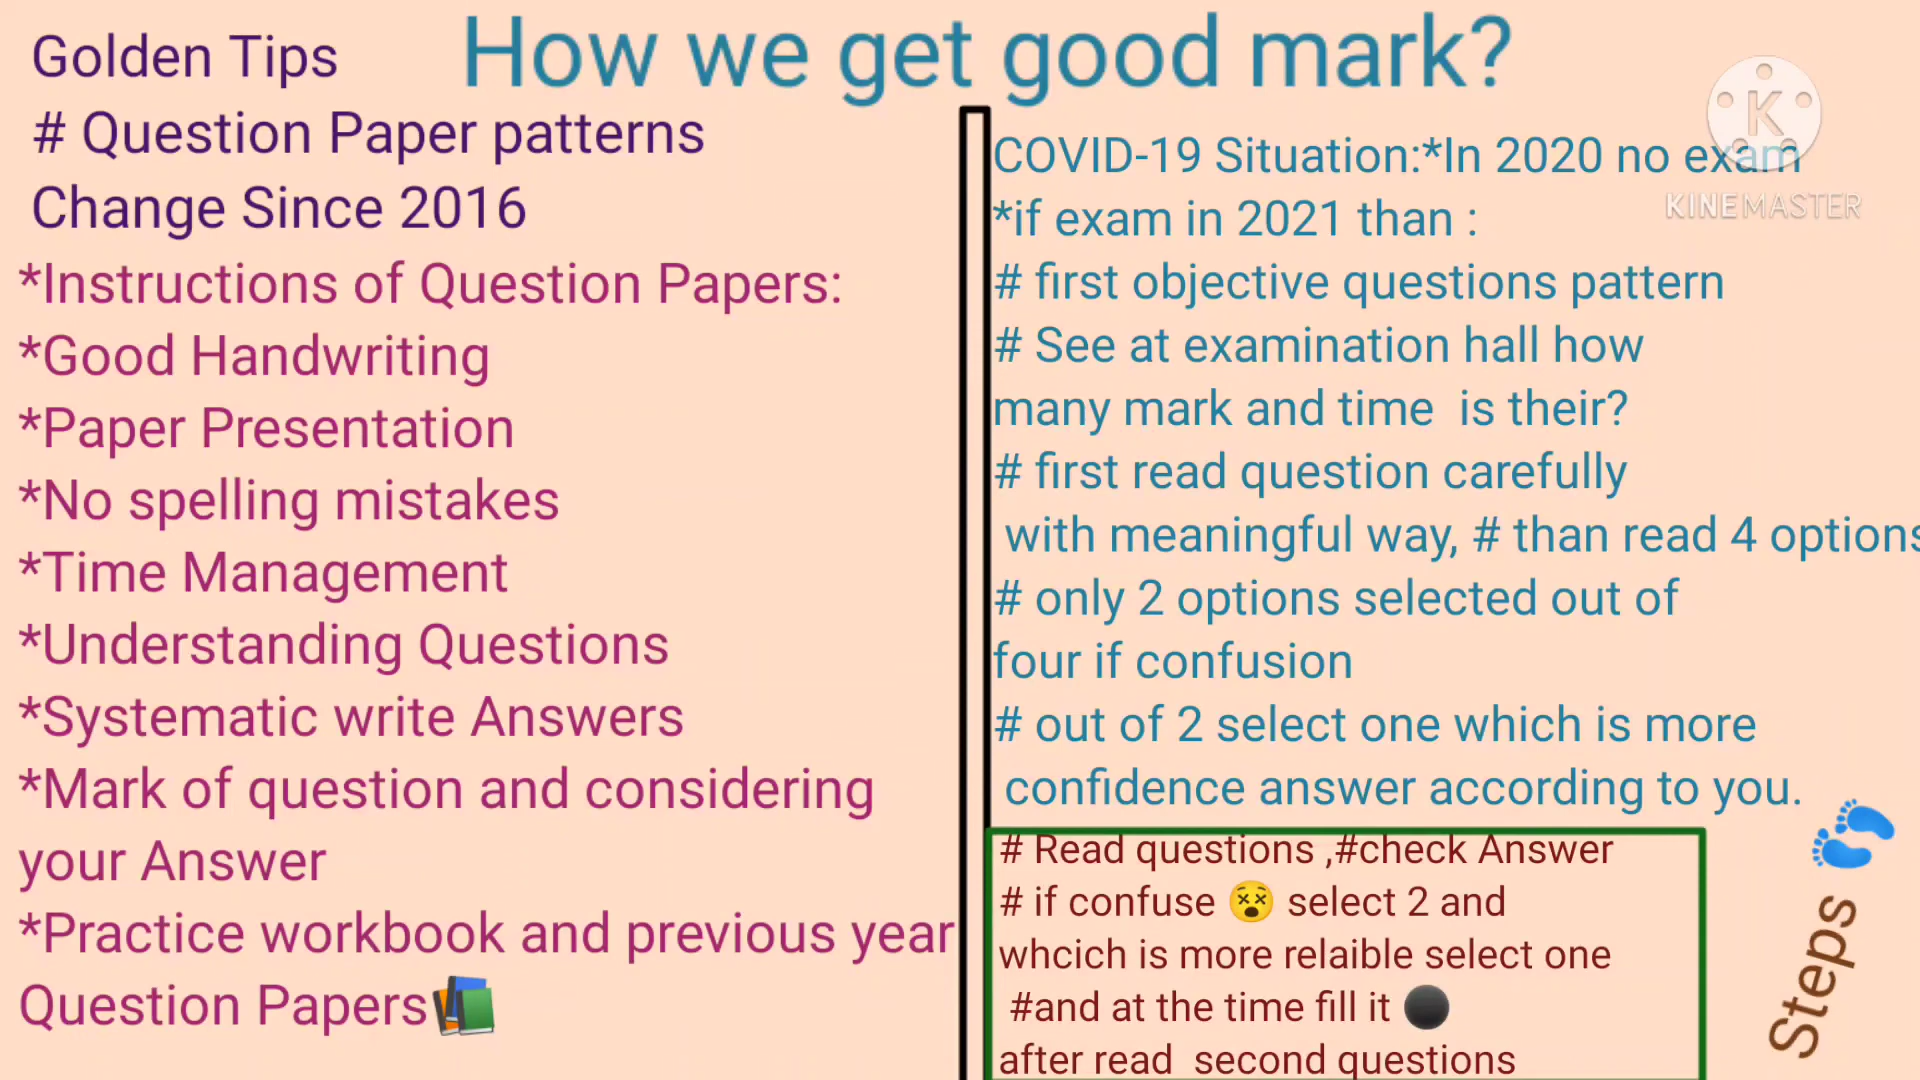 How we get good mark?
Golden Tips
# Question Paper patterns
Change Since 2016
*Instructions of Question Papers:
*Good Handwriting
*Paper Presentation
*No spelling mistakes
*Time Management
*Understanding Questions
*Systematic write Answers
*Mark of question and considering
your Answer
*Practice workbook and previous year
Question Papers📚
COVID-19 Situation:*In 2020 no exam
*if exam in 2021 than :
# first objective questions pattern
# See at examination hall how
many mark and time  is their?
# first read question carefully
with meaningful way, # than read 4 options
# only 2 options selected out of
four if confusion
# out of 2 select one which is more
confidence answer according to you.
# Read questions ,#check Answer
# if confuse 😵 select 2 and
whcich is more relaible select one
#and at the time fill it ⚫
after read  second questions
Steps 👣
K
KINEMASTER